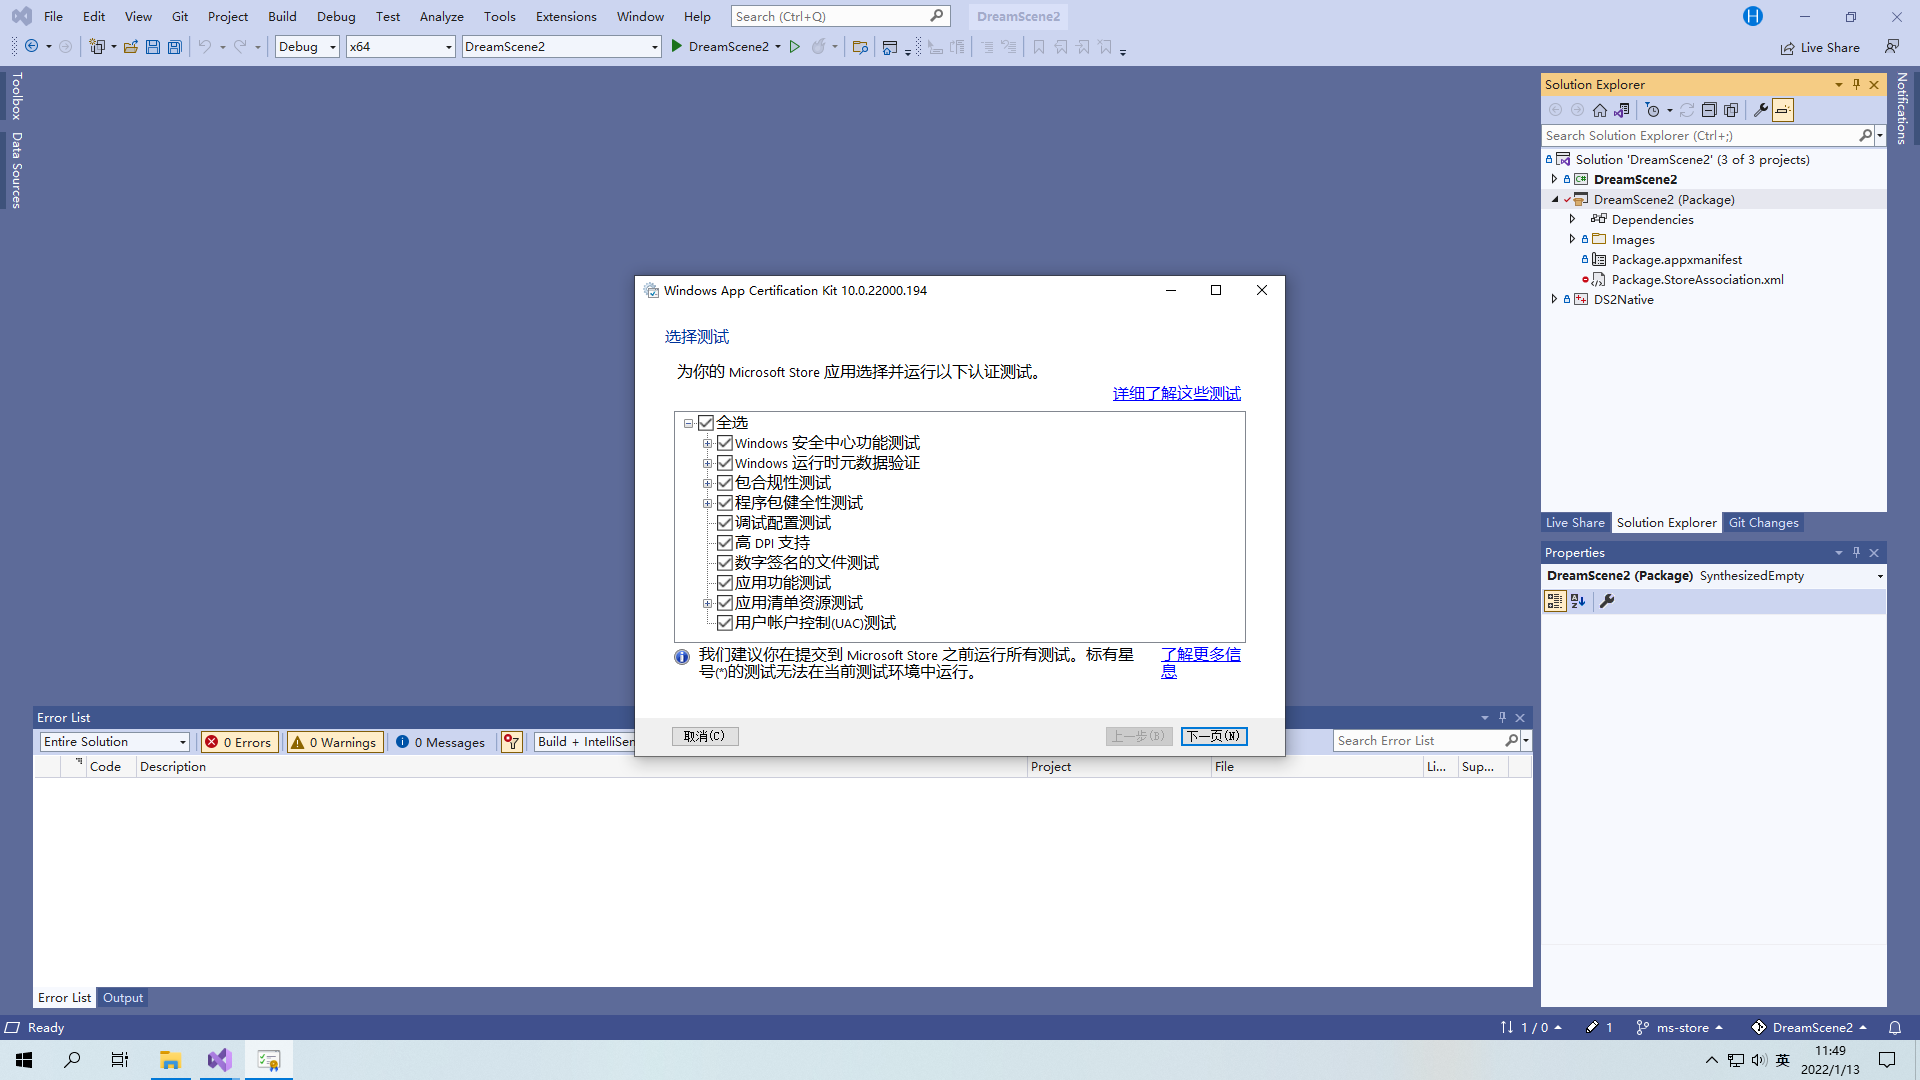 File Edit View Git Project Build Debug Test Analyze Tools Extensions Window Help Search (Ctrl+Q) DreamScene2 H
Debug x64 DreamScene2 DreamScene2 Live Share
Toolbox
Data Sources
Notifications
Solution Explorer
Search Solution Explorer (Ctrl+;)
Solution 'DreamScene2' (3 of 3 projects)
DreamScene2
DreamScene2 (Package)
Dependencies
Images
Package.appxmanifest
Package.StoreAssociation.xml
DS2Native
Live Share Solution Explorer Git Changes
Properties
DreamScene2 (Package) SynthesizedEmpty
Windows App Certification Kit 10.0.22000.194
选择测试
为你的 Microsoft Store 应用选择并运行以下认证测试。
详细了解这些测试
全选
Windows 安全中心功能测试
Windows 运行时元数据验证
包合规性测试
程序包健全性测试
调试配置测试
高 DPI 支持
数字签名的文件测试
应用功能测试
应用清单资源测试
用户帐户控制(UAC)测试
我们建议你在提交到 Microsoft Store 之前运行所有测试。标有星
号(*)的测试无法在当前测试环境中运行。
了解更多信
息
取消(C) 上一步(B) 下一页(N)
Error List
Entire Solution 0 Errors 0 Warnings 0 Messages Build + IntelliSen Search Error List
Code Description Project File Li... Sup...
Error List Output
Ready 1 / 0 1 ms-store DreamScene2
英 11:49
2022/1/13